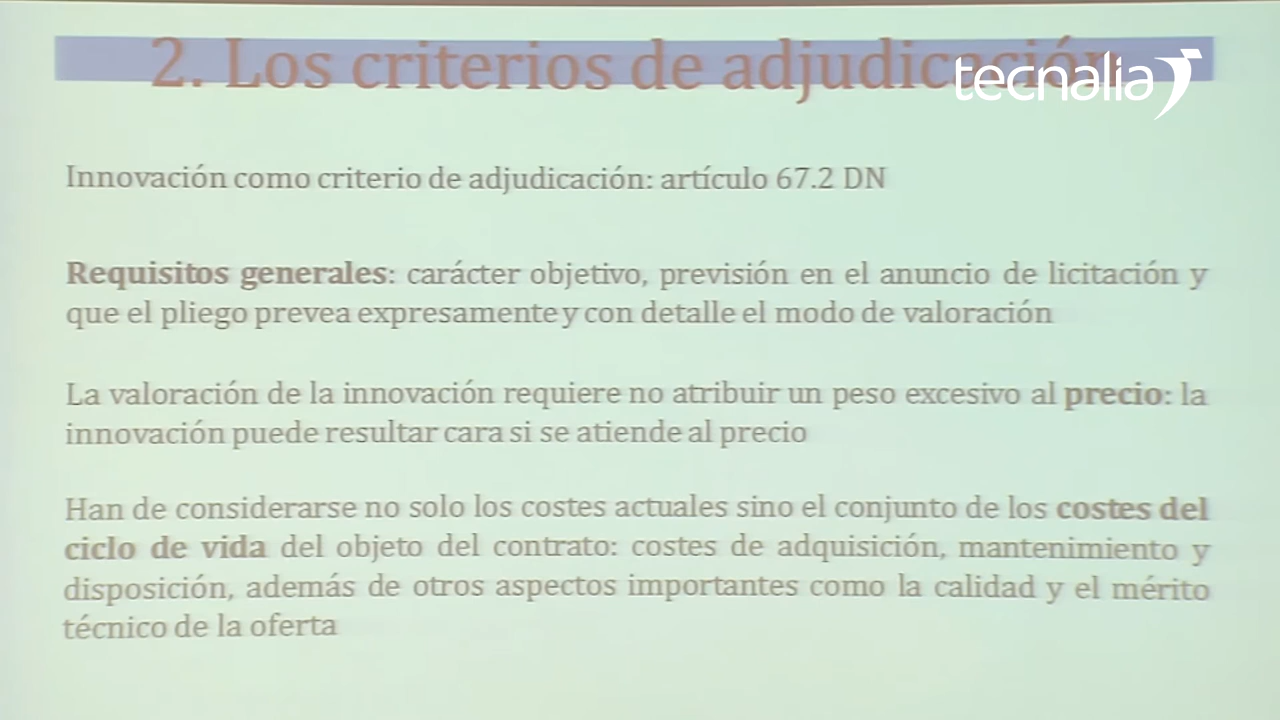 2. Los criterios de adjudicación
tecnalia
Innovación como criterio de adjudicación: artículo 67.2 DN
Requisitos generales: carácter objetivo, previsión en el anuncio de licitación y
que el pliego prevea expresamente y con detalle el modo de valoración
La valoración de la innovación requiere no atribuir un peso excesivo al precio: la
innovación puede resultar cara si se atiende al precio
Han de considerarse no solo los costes actuales sino el conjunto de los costes del
ciclo de vida del objeto del contrato: costes de adquisición, mantenimiento y
disposición, además de otros aspectos importantes como la calidad y el mérito
técnico de la oferta